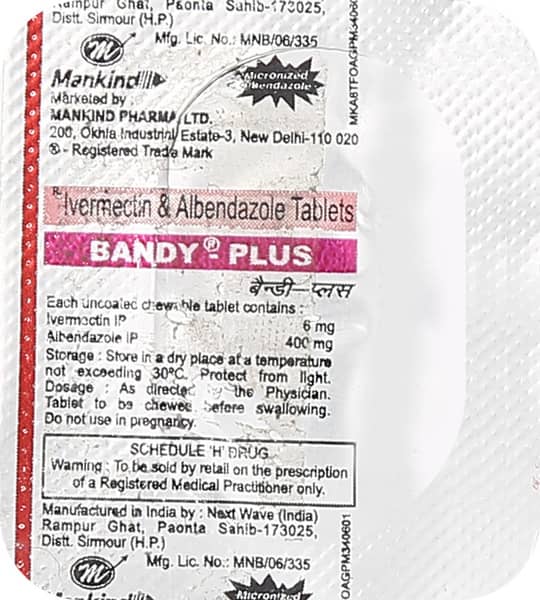 Rampur Ghat, Paonta Sahib-173025,
Distt. Sirmour (H.P.)
Mfg. Lic. No.: MNB/06/335
m
Mankind
Micronized
Albendazole
Marketed by :
MANKIND PHARMA LTD.
208, Okhla Industrial Estate-3, New Delhi-110 020
® - Registered Trade Mark
MKA8TFOAGPM340601
Rx Ivermectin & Albendazole Tablets
BANDY® - PLUS
बैन्डी-प्लस
Each uncoated chewable tablet contains :
Ivermectin IP 6 mg
Albendazole IP 400 mg
Storage : Store in a dry place at a temperature
not exceeding 30°C. Protect from light.
Dosage : As directed by the Physician.
Tablet to be chewed before swallowing.
Do not use in pregnancy.
SCHEDULE 'H' DRUG
Warning : To be sold by retail on the prescription
of a Registered Medical Practitioner only.
Manufactured in India by : Next Wave (India)
Rampur Ghat, Paonta Sahib-173025,
Distt. Sirmour (H.P.)
Mfg. Lic. No.: MNB/06/335
m
Mankind
Micronized
OAGPM340601